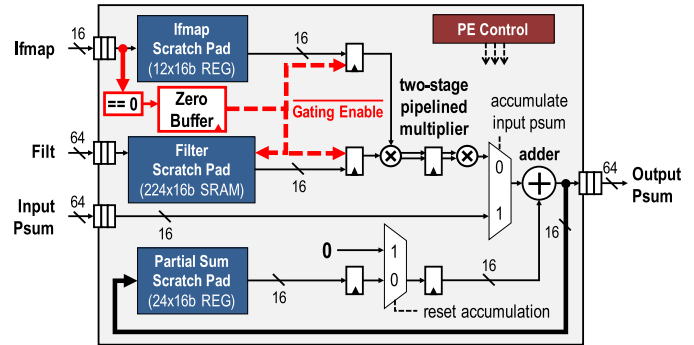 Ifmap
16
Ifmap
Scratch Pad
(12x16b REG)
16
PE Control
== 0
Zero
Buffer
Gating Enable
two-stage
pipelined
multiplier
accumulate
input psum
Filt
64
Filter
Scratch Pad
(224x16b SRAM)
16
0
adder
64
Output
Psum
Input
Psum
64
16
1
16
0
1
Partial Sum
Scratch Pad
(24x16b REG)
16
0
16
reset accumulation